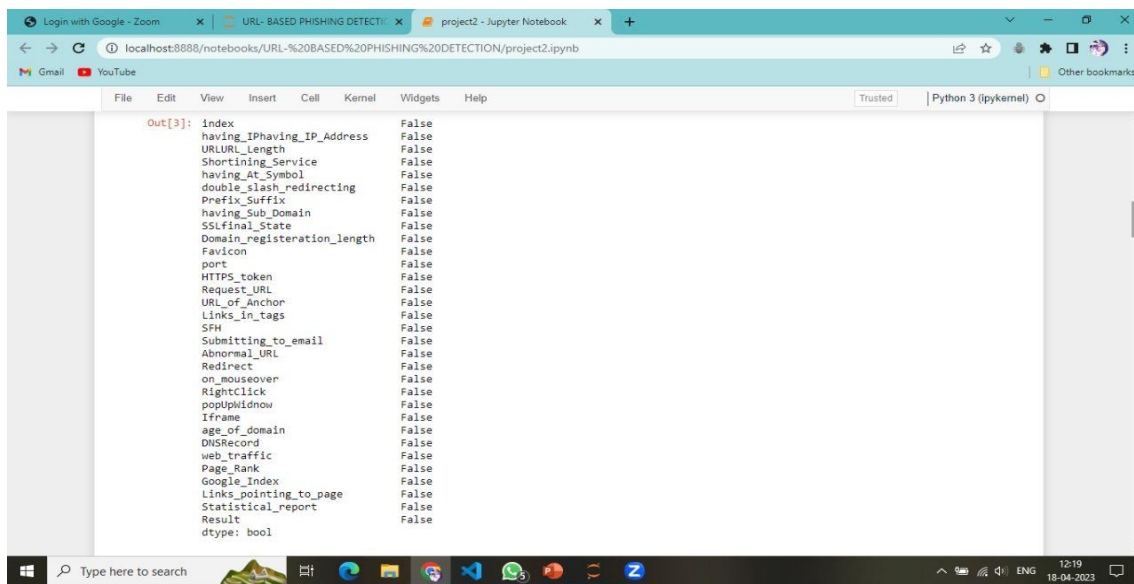 Login with Google - Zoom
URL- BASED PHISHING DETECTIC
project2 - Jupyter Notebook
localhost:8888/notebooks/URL-%20BASED%20PHISHING%20DETECTION/project2.ipynb
Gmail YouTube Other bookmarks
File Edit View Insert Cell Kernel Widgets Help Trusted Python 3 (ipykernel)
Out[3]: index False
having_IPhaving_IP_Address False
URLURL_Length False
Shortining_Service False
having_At_Symbol False
double_slash_redirecting False
Prefix_Suffix False
having_Sub_Domain False
SSLfinal_State False
Domain_registeration_length False
Favicon False
port False
HTTPS_token False
Request_URL False
URL_of_Anchor False
Links_in_tags False
SFH False
Submitting_to_email False
Abnormal_URL False
Redirect False
on_mouseover False
RightClick False
popUpWidnow False
Iframe False
age_of_domain False
DNSRecord False
web_traffic False
Page_Rank False
Google_Index False
Links_pointing_to_page False
Statistical_report False
Result False
dtype: bool
Type here to search ENG 12:19
18-04-2023